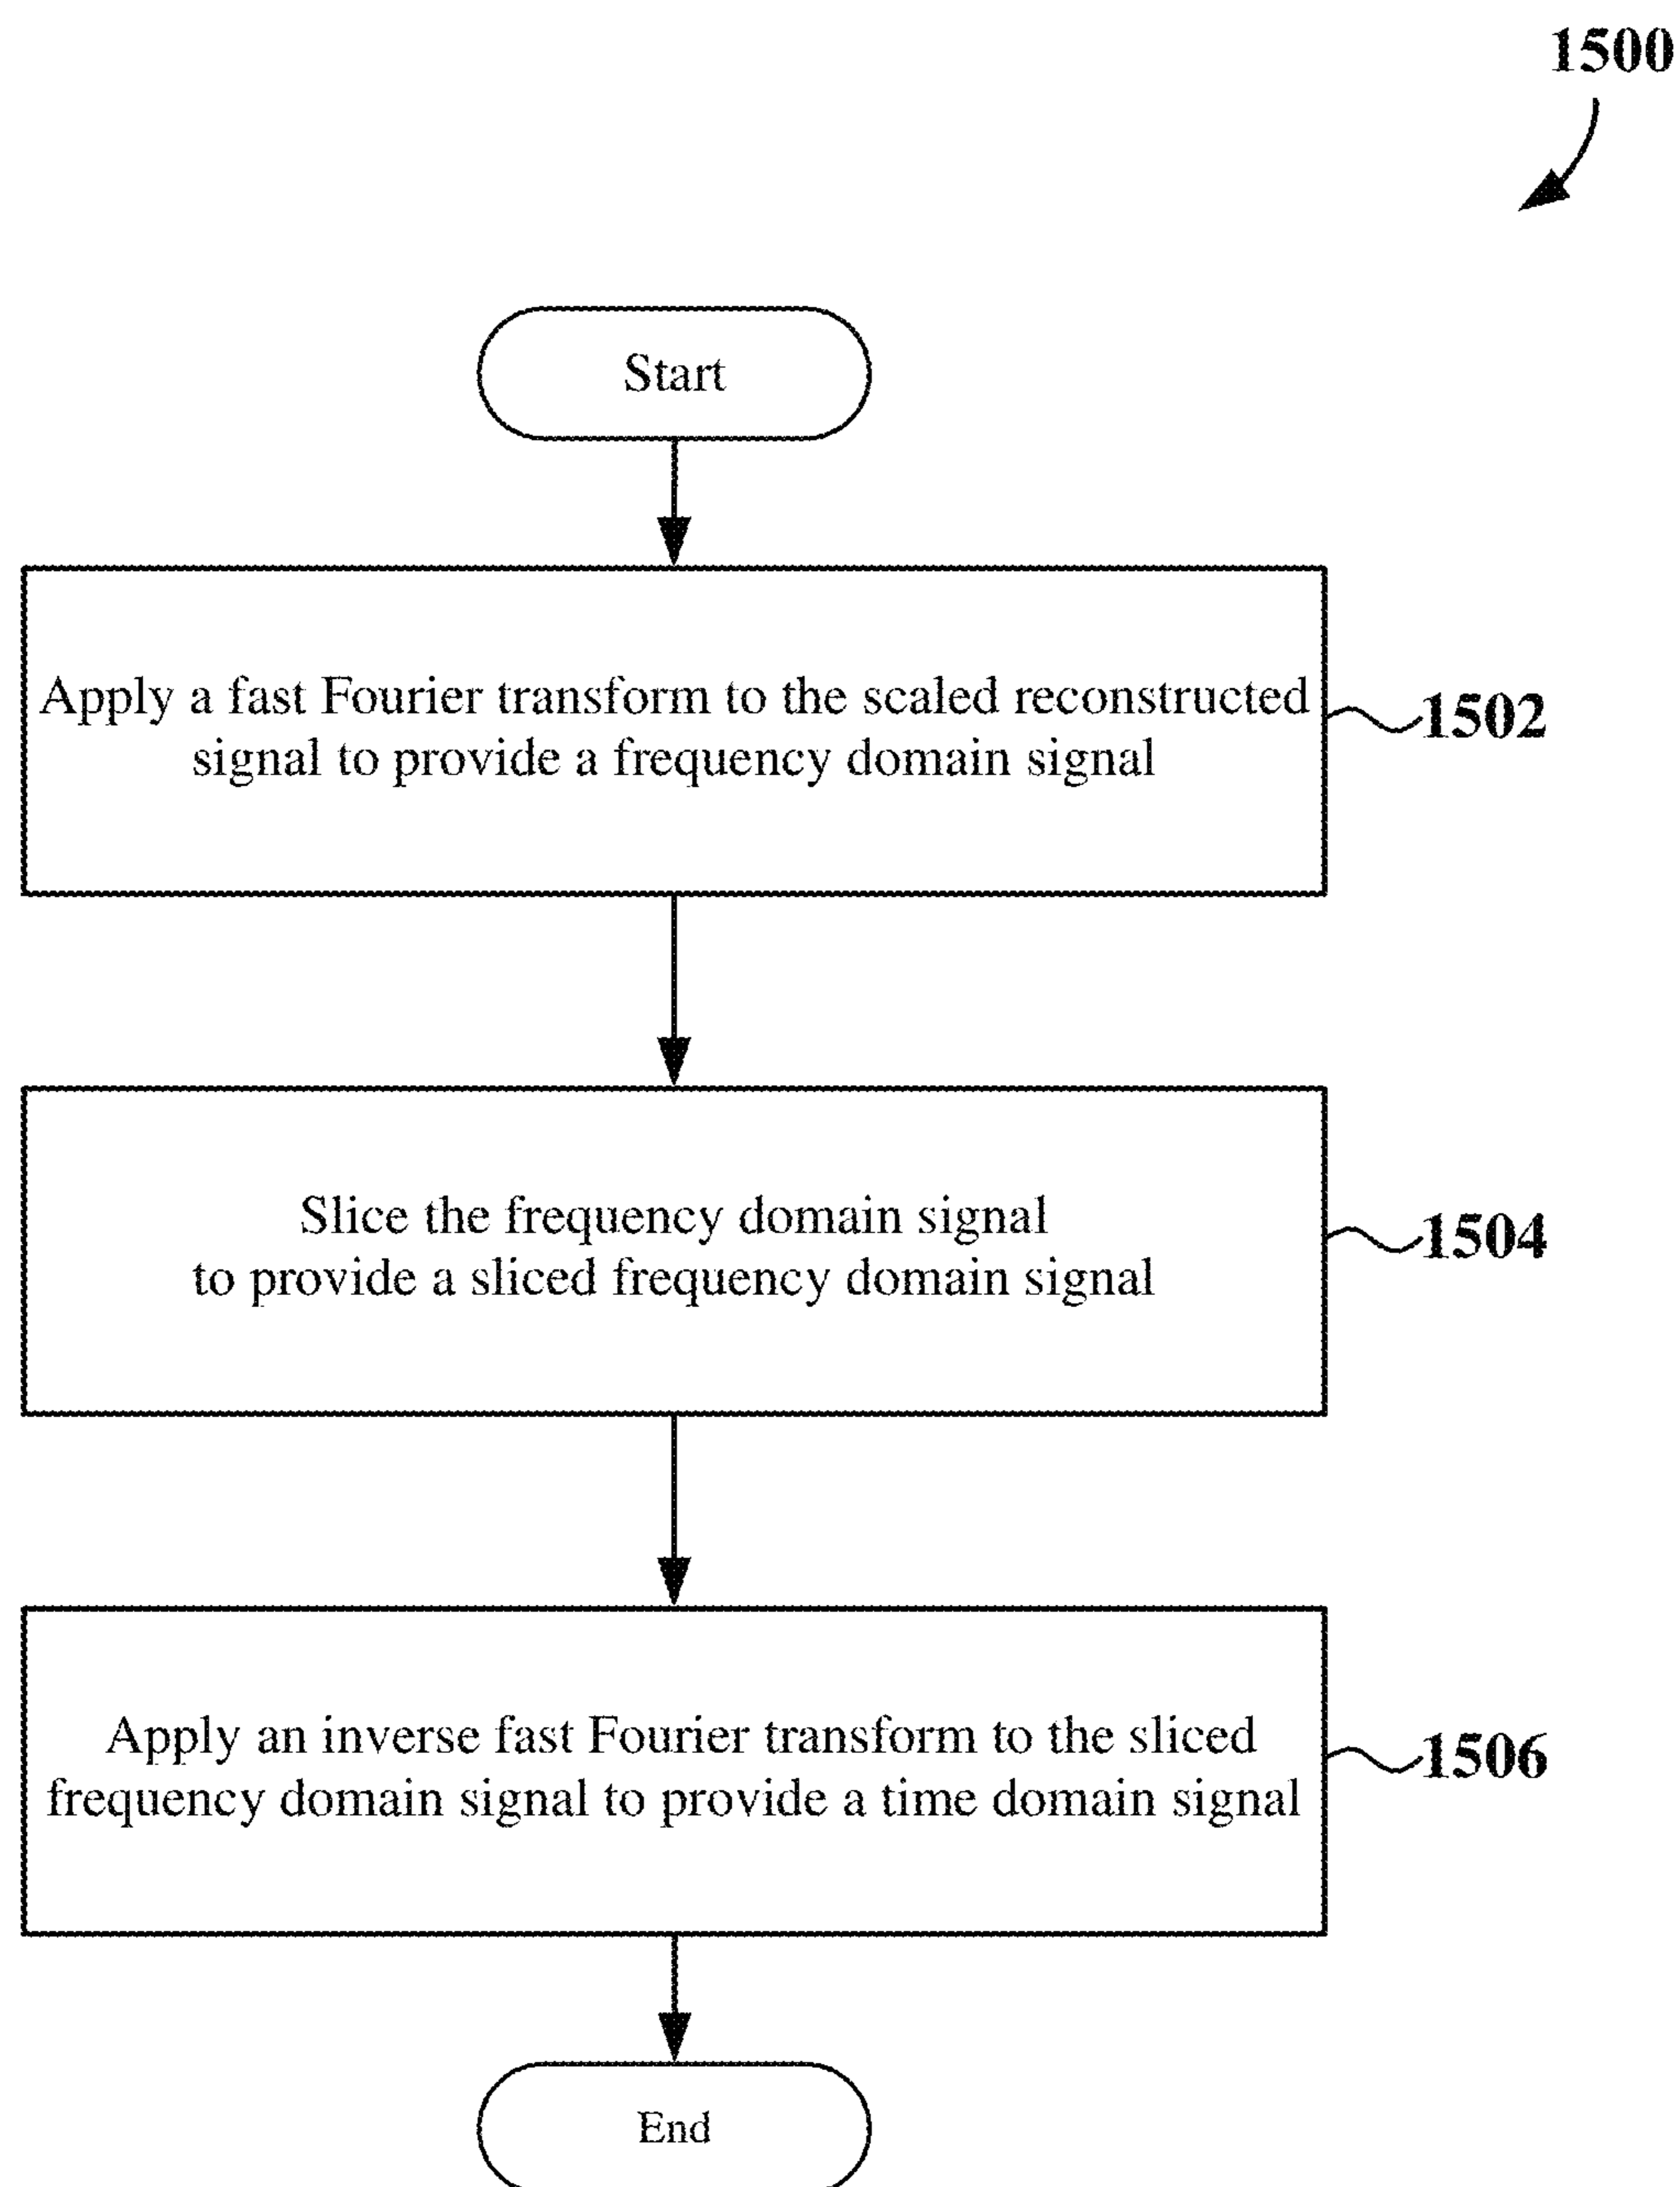 1500
Start
Apply a fast Fourier transform to the scaled reconstructed
signal to provide a frequency domain signal
1502
Slice the frequency domain signal
to provide a sliced frequency domain signal
1504
Apply an inverse fast Fourier transform to the sliced
frequency domain signal to provide a time domain signal
1506
End